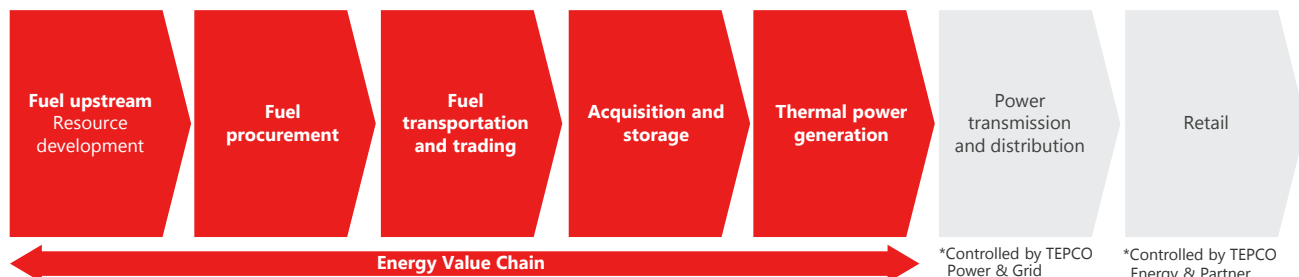 Fuel upstream
Resource
development
Fuel
procurement
Fuel
transportation
and trading
Acquisition and
storage
Thermal power
generation
Power
transmission
and distribution
Retail
Energy Value Chain
*Controlled by TEPCO
Power & Grid
*Controlled by TEPCO
Energy & Partner